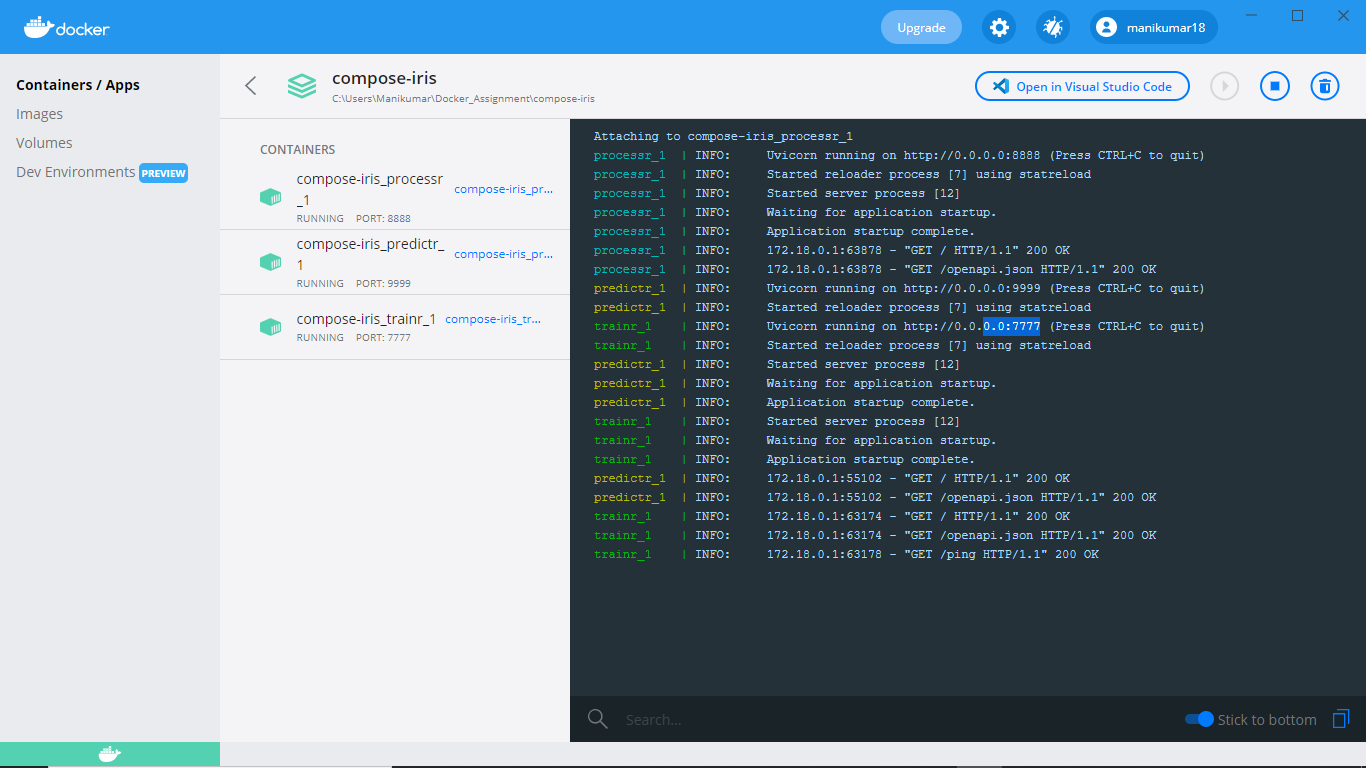 docker
Upgrade
manikumar18
Containers / Apps
Images
Volumes
Dev Environments PREVIEW
compose-iris
C:\Users\Manikumar\Docker_Assignment\compose-iris
Open in Visual Studio Code
CONTAINERS
compose-iris_processr
_1
compose-iris_pr...
RUNNING PORT: 8888
compose-iris_predictr_
1
compose-iris_pr...
RUNNING PORT: 9999
compose-iris_trainr_1 compose-iris_tr...
RUNNING PORT: 7777
Attaching to compose-iris_processr_1
processr_1 | INFO: Uvicorn running on http://0.0.0.0:8888 (Press CTRL+C to quit)
processr_1 | INFO: Started reloader process [7] using statreload
processr_1 | INFO: Started server process [12]
processr_1 | INFO: Waiting for application startup.
processr_1 | INFO: Application startup complete.
processr_1 | INFO: 172.18.0.1:63878 - "GET / HTTP/1.1" 200 OK
processr_1 | INFO: 172.18.0.1:63878 - "GET /openapi.json HTTP/1.1" 200 OK
predictr_1 | INFO: Uvicorn running on http://0.0.0.0:9999 (Press CTRL+C to quit)
predictr_1 | INFO: Started reloader process [7] using statreload
trainr_1 | INFO: Uvicorn running on http://0.0.0.0:7777 (Press CTRL+C to quit)
trainr_1 | INFO: Started reloader process [7] using statreload
predictr_1 | INFO: Started server process [12]
predictr_1 | INFO: Waiting for application startup.
predictr_1 | INFO: Application startup complete.
trainr_1 | INFO: Started server process [12]
trainr_1 | INFO: Waiting for application startup.
trainr_1 | INFO: Application startup complete.
predictr_1 | INFO: 172.18.0.1:55102 - "GET / HTTP/1.1" 200 OK
predictr_1 | INFO: 172.18.0.1:55102 - "GET /openapi.json HTTP/1.1" 200 OK
trainr_1 | INFO: 172.18.0.1:63174 - "GET / HTTP/1.1" 200 OK
trainr_1 | INFO: 172.18.0.1:63174 - "GET /openapi.json HTTP/1.1" 200 OK
trainr_1 | INFO: 172.18.0.1:63178 - "GET /ping HTTP/1.1" 200 OK
Search...
Stick to bottom